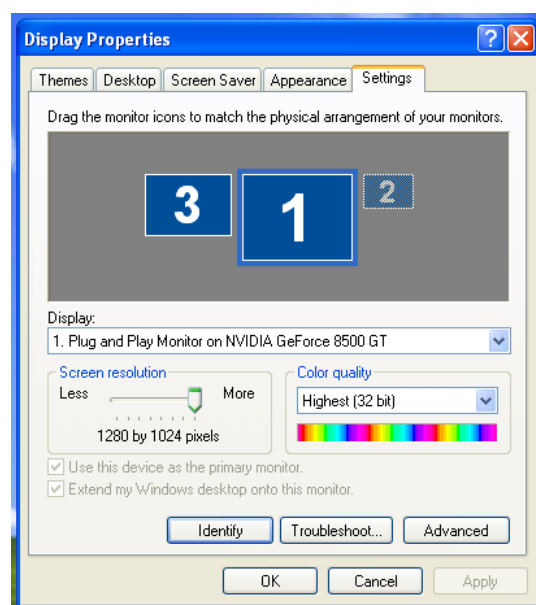 Display Properties
Themes Desktop Screen Saver Appearance Settings
Drag the monitor icons to match the physical arrangement of your monitors.
3 1 2
Display:
1. Plug and Play Monitor on NVIDIA GeForce 8500 GT
Screen resolution Color quality
Less More Highest (32 bit)
1280 by 1024 pixels
Use this device as the primary monitor.
Extend my Windows desktop onto this monitor.
Identify Troubleshoot... Advanced
OK Cancel Apply